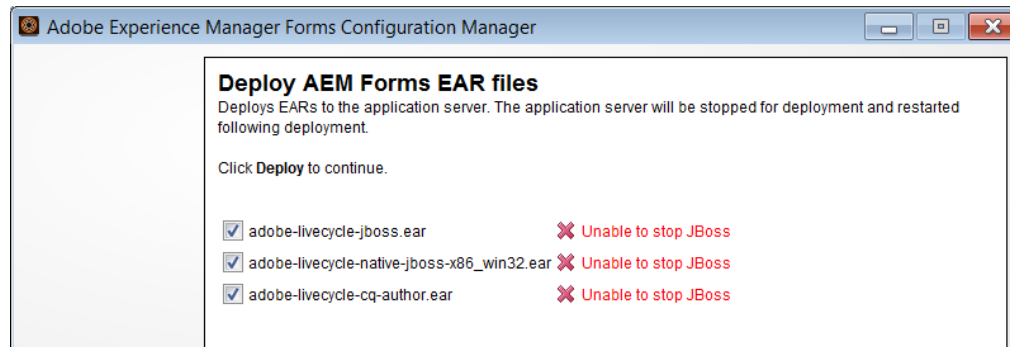 Adobe Experience Manager Forms Configuration Manager
Deploy AEM Forms EAR files
Deploys EARs to the application server. The application server will be stopped for deployment and restarted
following deployment.
Click Deploy to continue.
adobe-livecycle-jboss.ear Unable to stop JBoss
adobe-livecycle-native-jboss-x86_win32.ear Unable to stop JBoss
adobe-livecycle-cq-author.ear Unable to stop JBoss